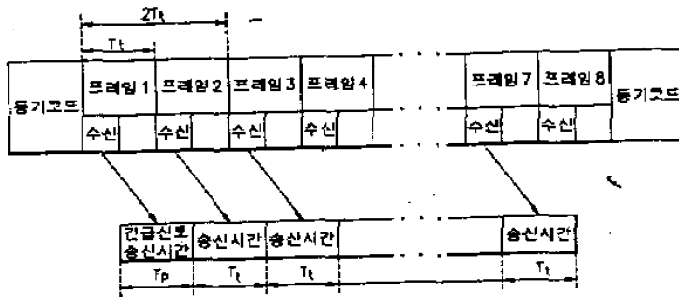 2Tt
Tt
동기코드 프레임1 프레임2 프레임3 프레임4 · · · 프레임7 프레임8 동기코드
수신 수신 수신 수신 수신 수신
긴급신호 송신시간 송신시간 송신시간 송신시간
Tp Tt Tt Tt